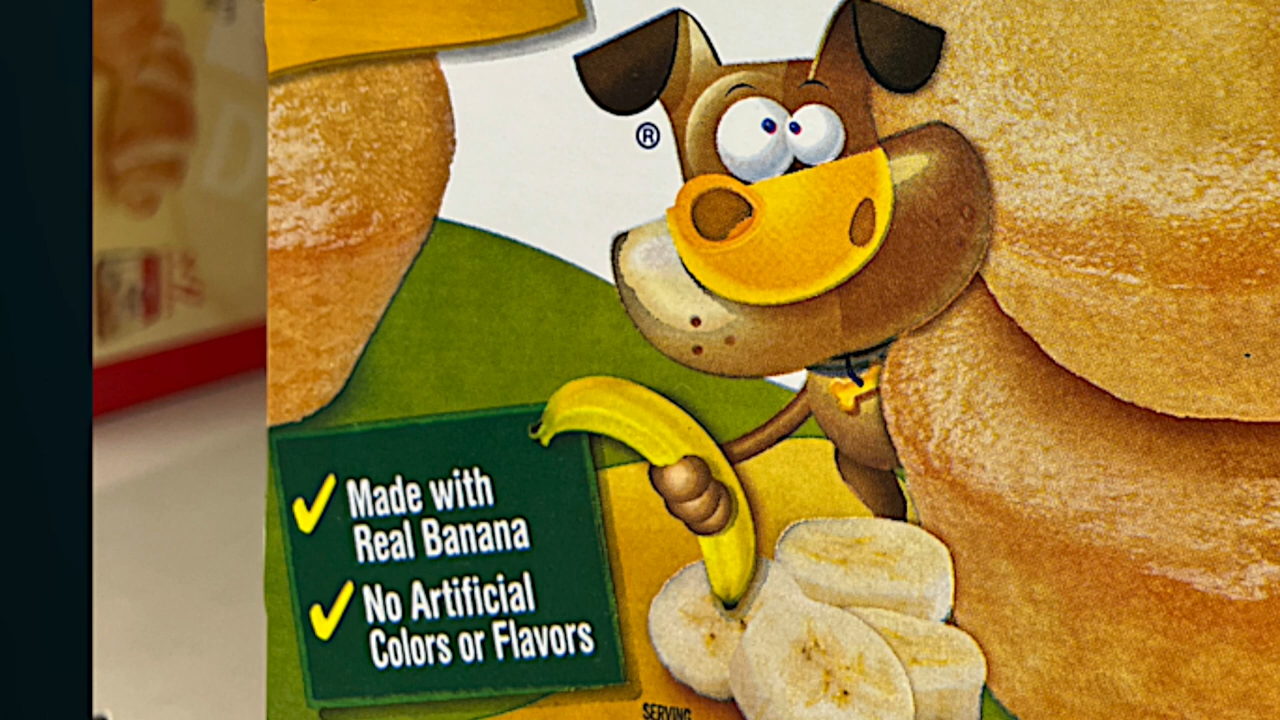 ®
Made with
Real Banana
No Artificial
Colors or Flavors
SERVING